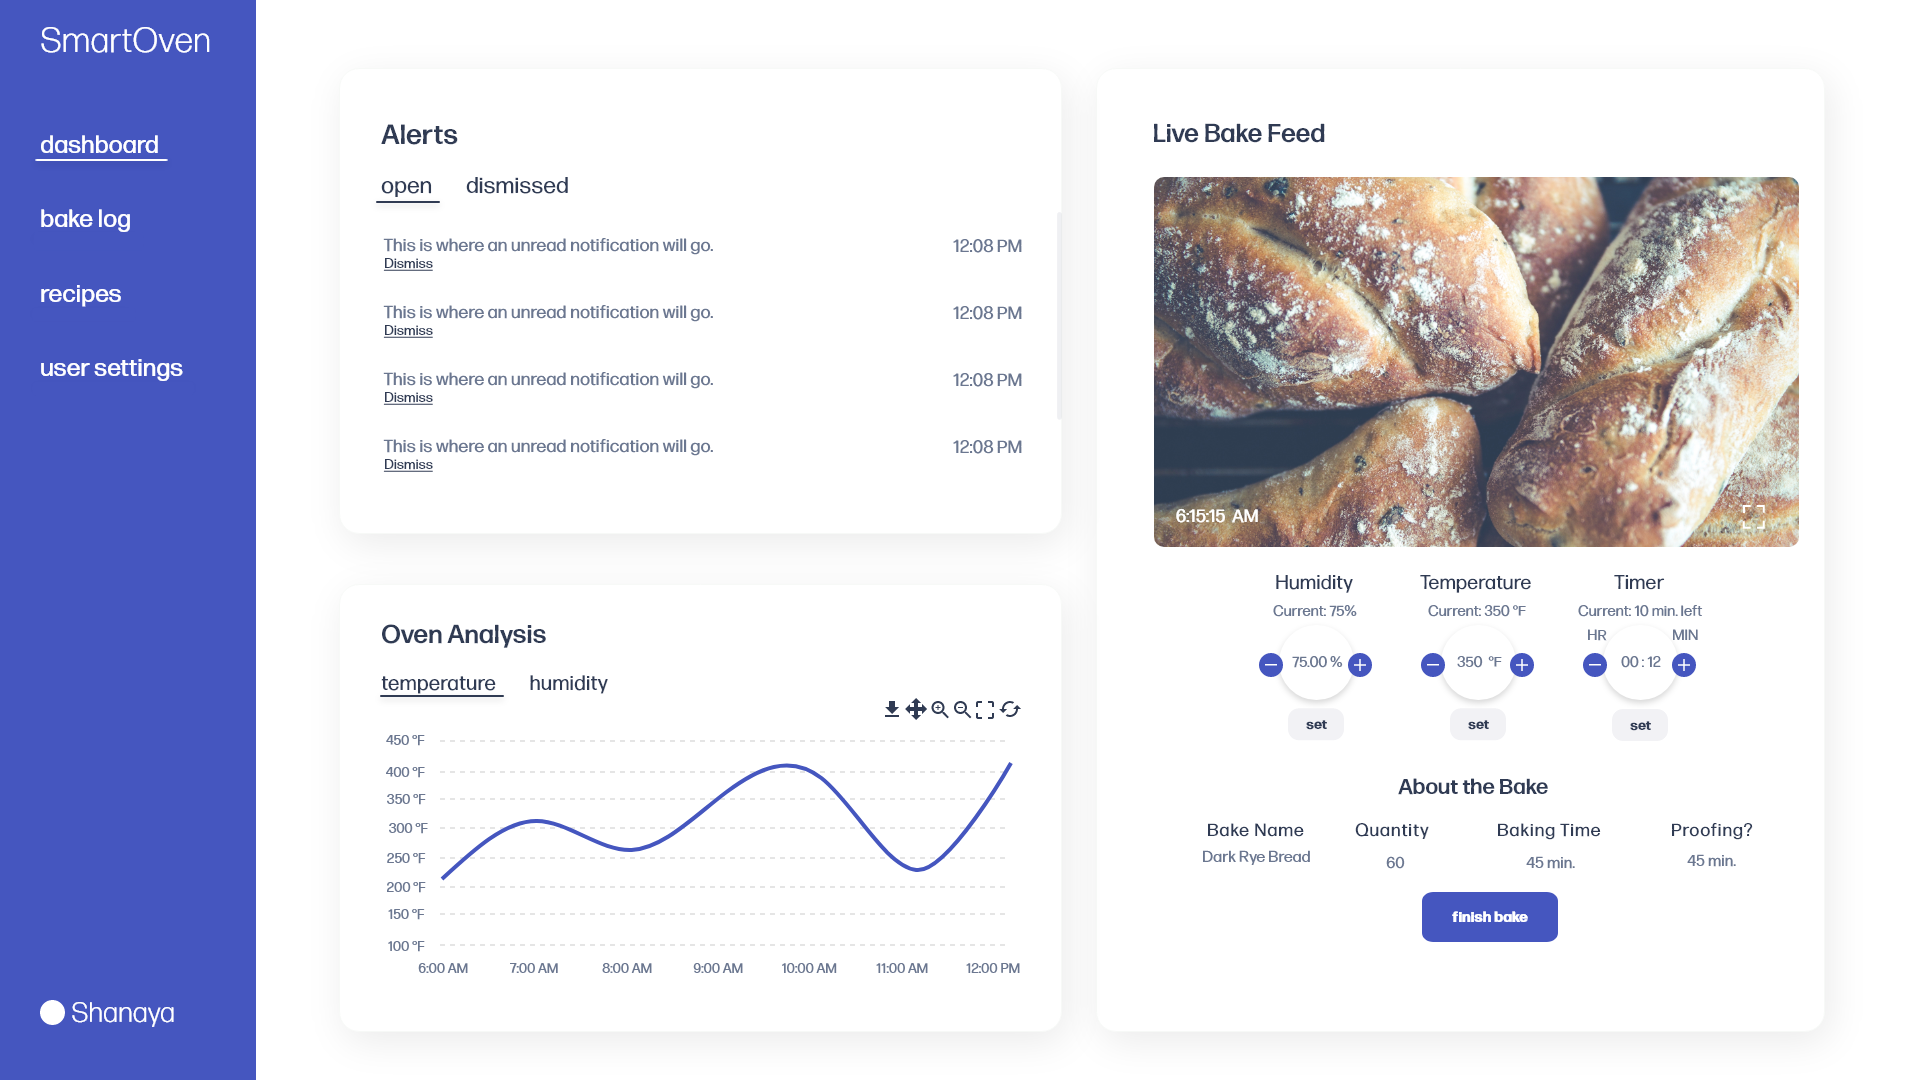 SmartOven
dashboard
bake log
recipes
user settings
Shanaya
Alerts
open dismissed
This is where an unread notification will go. 12:08 PM
Dismiss
This is where an unread notification will go. 12:08 PM
Dismiss
This is where an unread notification will go. 12:08 PM
Dismiss
This is where an unread notification will go. 12:08 PM
Dismiss
Oven Analysis
temperature humidity
450 °F
400 °F
350 °F
300 °F
250 °F
200 °F
150 °F
100 °F
6:00 AM 7:00 AM 8:00 AM 9:00 AM 10:00 AM 11:00 AM 12:00 PM
Live Bake Feed
6:15:15 AM
Humidity Temperature Timer
Current: 75% Current: 350 °F Current: 10 min. left
HR MIN
75.00 % 350 °F 00 : 12
set set set
About the Bake
Bake Name Quantity Baking Time Proofing?
Dark Rye Bread 60 45 min. 45 min.
finish bake